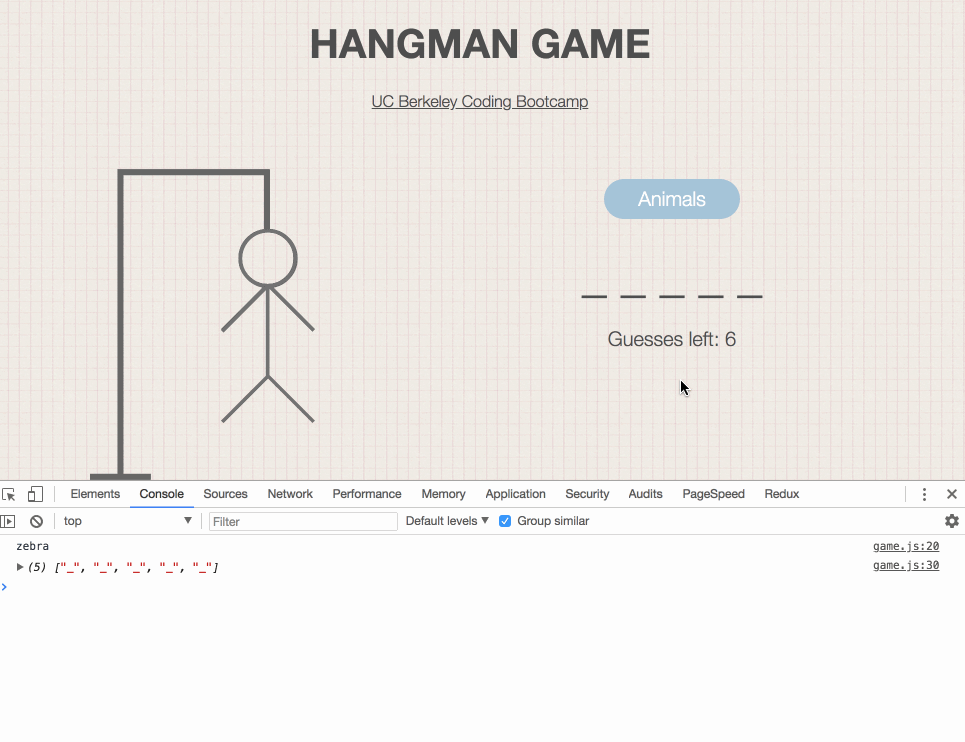 HANGMAN GAME
UC Berkeley Coding Bootcamp
Animals
_ _ _ _ _
Guesses left: 6
Elements Console Sources Network Performance Memory Application Security Audits PageSpeed Redux
top Filter Default levels Group similar
zebra game.js:20
(5) ["_", "_", "_", "_", "_"] game.js:30